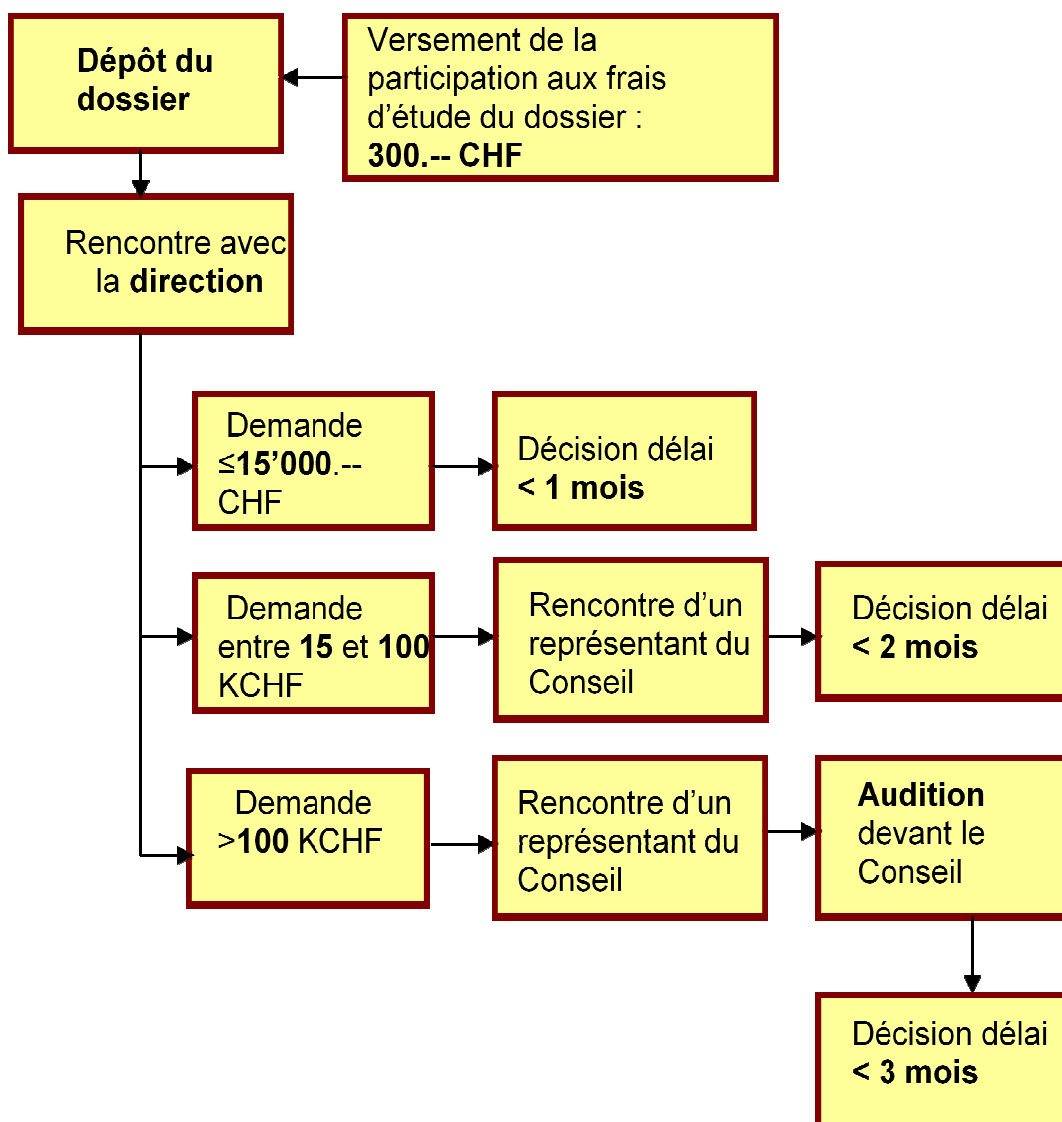 Dépôt du
dossier
Versement de la
participation aux frais
d’étude du dossier :
300.-- CHF
Rencontre avec
la direction
Demande
≤15’000.--
CHF
Décision délai
< 1 mois
Demande
entre 15 et 100
KCHF
Rencontre d’un
représentant du
Conseil
Décision délai
< 2 mois
Demande
>100 KCHF
Rencontre d’un
représentant du
Conseil
Audition
devant le
Conseil
Décision délai
< 3 mois